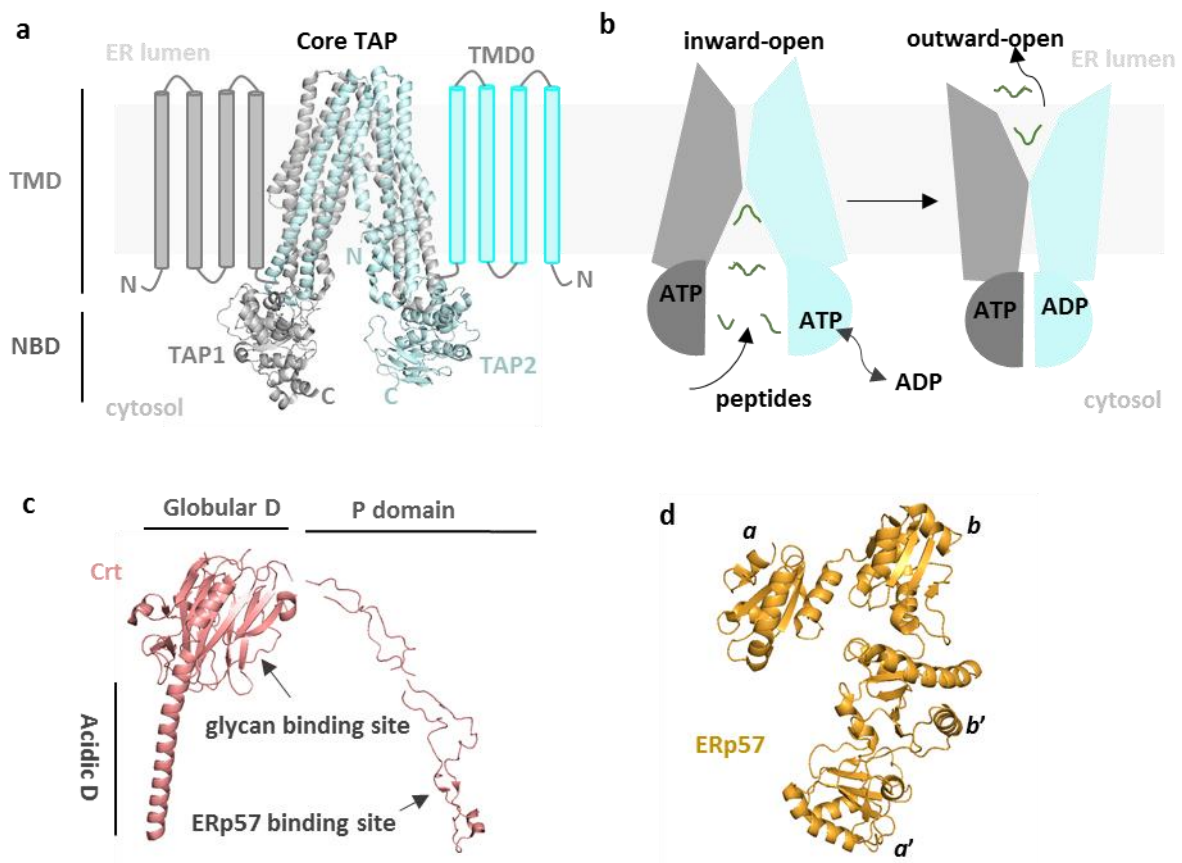 a
Core TAP
ER lumen
TMD0
TMD
N
N
N
NBD
TAP1
TAP2
C
C
cytosol
b
inward-open
outward-open
ER lumen
ATP
ATP
ATP
ADP
ADP
peptides
cytosol
c
Globular D
P domain
Crt
glycan binding site
Acidic D
ERp57 binding site
d
a
b
ERp57
b'
a'